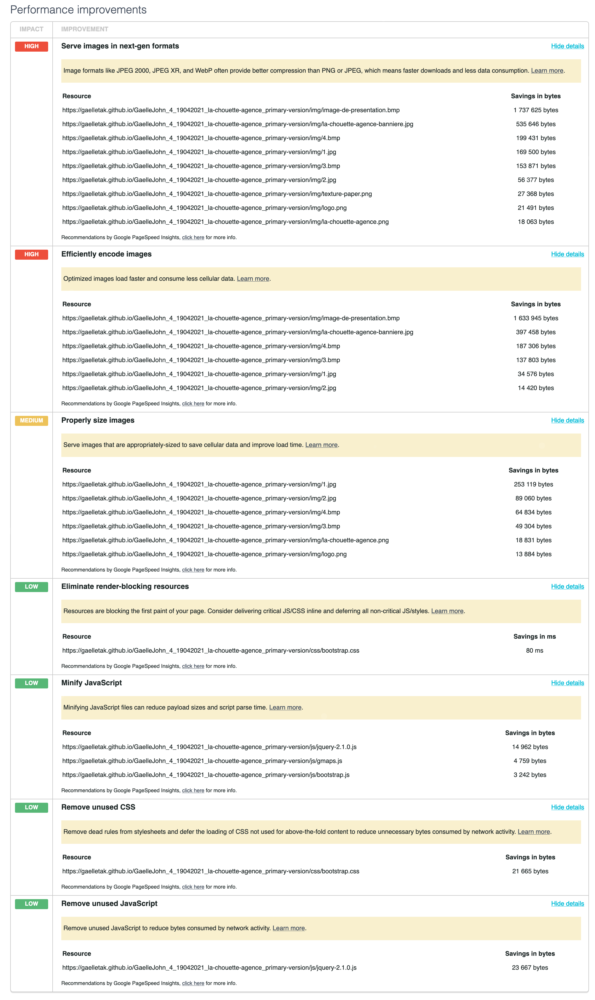 Performance improvements
IMPACT IMPROVEMENT
HIGH Serve images in next-gen formats Hide details
Image formats like JPEG 2000, JPEG XR, and WebP often provide better compression than PNG or JPEG, which means faster downloads and less data consumption. Learn more.
Resource Savings in bytes
https://gaelletak.github.io/GaelleJohn_4_19042021_la-chouette-agence_primary-version/img/image-de-presentation.bmp 1 737 625 bytes
https://gaelletak.github.io/GaelleJohn_4_19042021_la-chouette-agence_primary-version/img/la-chouette-agence-banniere.jpg 535 646 bytes
https://gaelletak.github.io/GaelleJohn_4_19042021_la-chouette-agence_primary-version/img/4.bmp 199 431 bytes
https://gaelletak.github.io/GaelleJohn_4_19042021_la-chouette-agence_primary-version/img/1.jpg 169 500 bytes
https://gaelletak.github.io/GaelleJohn_4_19042021_la-chouette-agence_primary-version/img/3.bmp 153 871 bytes
https://gaelletak.github.io/GaelleJohn_4_19042021_la-chouette-agence_primary-version/img/2.jpg 56 377 bytes
https://gaelletak.github.io/GaelleJohn_4_19042021_la-chouette-agence_primary-version/img/texture-paper.png 27 368 bytes
https://gaelletak.github.io/GaelleJohn_4_19042021_la-chouette-agence_primary-version/img/logo.png 21 491 bytes
https://gaelletak.github.io/GaelleJohn_4_19042021_la-chouette-agence_primary-version/img/la-chouette-agence.png 18 063 bytes
Recommendations by Google PageSpeed Insights, click here for more info.
HIGH Efficiently encode images Hide details
Optimized images load faster and consume less cellular data. Learn more.
Resource Savings in bytes
https://gaelletak.github.io/GaelleJohn_4_19042021_la-chouette-agence_primary-version/img/image-de-presentation.bmp 1 633 945 bytes
https://gaelletak.github.io/GaelleJohn_4_19042021_la-chouette-agence_primary-version/img/la-chouette-agence-banniere.jpg 397 458 bytes
https://gaelletak.github.io/GaelleJohn_4_19042021_la-chouette-agence_primary-version/img/4.bmp 187 306 bytes
https://gaelletak.github.io/GaelleJohn_4_19042021_la-chouette-agence_primary-version/img/3.bmp 137 803 bytes
https://gaelletak.github.io/GaelleJohn_4_19042021_la-chouette-agence_primary-version/img/1.jpg 34 576 bytes
https://gaelletak.github.io/GaelleJohn_4_19042021_la-chouette-agence_primary-version/img/2.jpg 14 420 bytes
Recommendations by Google PageSpeed Insights, click here for more info.
MEDIUM Properly size images Hide details
Serve images that are appropriately-sized to save cellular data and improve load time. Learn more.
Resource Savings in bytes
https://gaelletak.github.io/GaelleJohn_4_19042021_la-chouette-agence_primary-version/img/1.jpg 253 119 bytes
https://gaelletak.github.io/GaelleJohn_4_19042021_la-chouette-agence_primary-version/img/2.jpg 89 060 bytes
https://gaelletak.github.io/GaelleJohn_4_19042021_la-chouette-agence_primary-version/img/4.bmp 64 834 bytes
https://gaelletak.github.io/GaelleJohn_4_19042021_la-chouette-agence_primary-version/img/3.bmp 49 304 bytes
https://gaelletak.github.io/GaelleJohn_4_19042021_la-chouette-agence_primary-version/img/la-chouette-agence.png 18 831 bytes
https://gaelletak.github.io/GaelleJohn_4_19042021_la-chouette-agence_primary-version/img/logo.png 13 884 bytes
Recommendations by Google PageSpeed Insights, click here for more info.
LOW Eliminate render-blocking resources Hide details
Resources are blocking the first paint of your page. Consider delivering critical JS/CSS inline and deferring all non-critical JS/styles. Learn more.
Resource Savings in ms
https://gaelletak.github.io/GaelleJohn_4_19042021_la-chouette-agence_primary-version/css/bootstrap.css 80 ms
Recommendations by Google PageSpeed Insights, click here for more info.
LOW Minify JavaScript Hide details
Minifying JavaScript files can reduce payload sizes and script parse time. Learn more.
Resource Savings in bytes
https://gaelletak.github.io/GaelleJohn_4_19042021_la-chouette-agence_primary-version/js/jquery-2.1.0.js 14 962 bytes
https://gaelletak.github.io/GaelleJohn_4_19042021_la-chouette-agence_primary-version/js/gmaps.js 4 759 bytes
https://gaelletak.github.io/GaelleJohn_4_19042021_la-chouette-agence_primary-version/js/bootstrap.js 3 242 bytes
Recommendations by Google PageSpeed Insights, click here for more info.
LOW Remove unused CSS Hide details
Remove dead rules from stylesheets and defer the loading of CSS not used for above-the-fold content to reduce unnecessary bytes consumed by network activity. Learn more.
Resource Savings in bytes
https://gaelletak.github.io/GaelleJohn_4_19042021_la-chouette-agence_primary-version/css/bootstrap.css 21 665 bytes
Recommendations by Google PageSpeed Insights, click here for more info.
LOW Remove unused JavaScript Hide details
Remove unused JavaScript to reduce bytes consumed by network activity. Learn more.
Resource Savings in bytes
https://gaelletak.github.io/GaelleJohn_4_19042021_la-chouette-agence_primary-version/js/jquery-2.1.0.js 23 667 bytes
Recommendations by Google PageSpeed Insights, click here for more info.